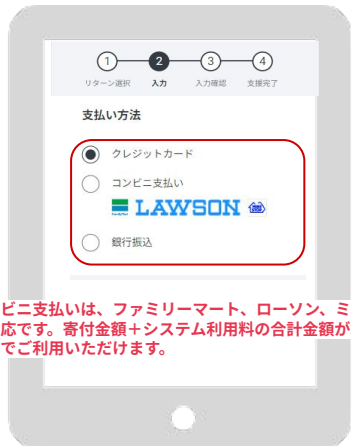 1 2 3 4
リターン選択 入力 入力確認 支援完了
支払い方法
クレジットカード
コンビニ支払い
FamilyMart LAWSON
銀行振込
ビニ支払いは、ファミリーマート、ローソン、ミ
応です。寄付金額＋システム利用料の合計金額が
でご利用いただけます。